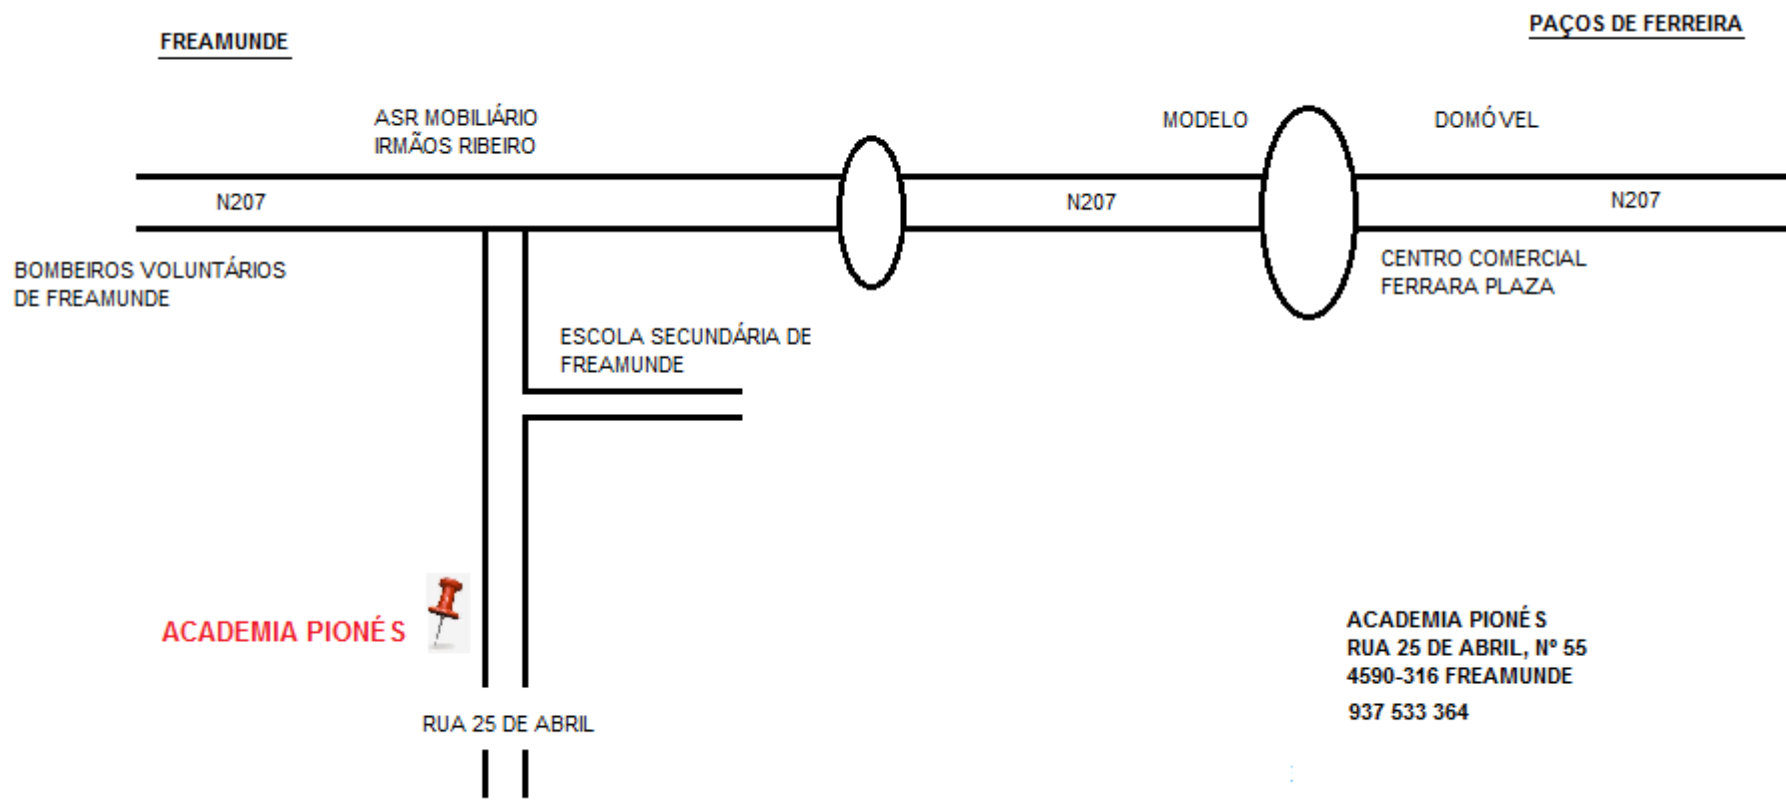 FREAMUNDE
PAÇOS DE FERREIRA
ASR MOBILIÁRIO
IRMÃOS RIBEIRO
MODELO
DOMÓVEL
N207
N207
N207
BOMBEIROS VOLUNTÁRIOS
DE FREAMUNDE
CENTRO COMERCIAL
FERRARA PLAZA
ESCOLA SECUNDÁRIA DE
FREAMUNDE
ACADEMIA PIONÉS
RUA 25 DE ABRIL
ACADEMIA PIONÉS
RUA 25 DE ABRIL, Nº 55
4590-316 FREAMUNDE
937 533 364